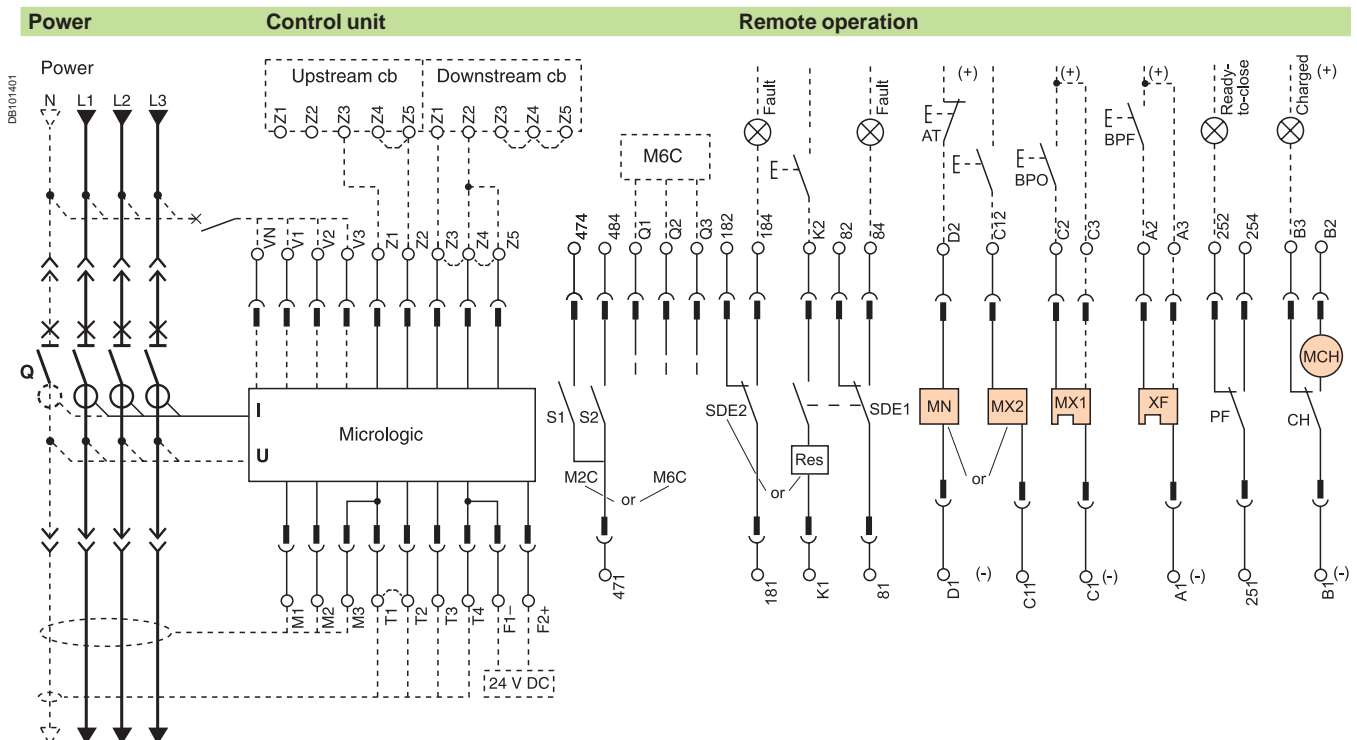 Power Control unit Remote operation
DB101401
Power
N L1 L2 L3
Upstream cb Downstream cb
Z1 Z2 Z3 Z4 Z5 Z1 Z2 Z3 Z4 Z5
M6C
Fault
Fault
(+)
AT
(+)
BPO
(+)
BPF
Ready-
to-close
Charged
(+)
VN V1 V2 V3 Z1 Z2 Z3 Z4 Z5
474 484 Q1 Q2 Q3 182 184 K2 82 84 D2 C12 C2 C3 A2 A3 252 254 B3 B2
Q
MCH
I
U
Micrologic
S1 S2
SDE2
Res
SDE1
MN
MX2
MX1
XF
PF
CH
M2C or M6C
or
or
M1 M2 M3 T1 T2 T3 T4 F1– F2+
471 181 K1 81 D1 (-) C11 C1 (-) A1 (-) 251 B1 (-)
24 V DC